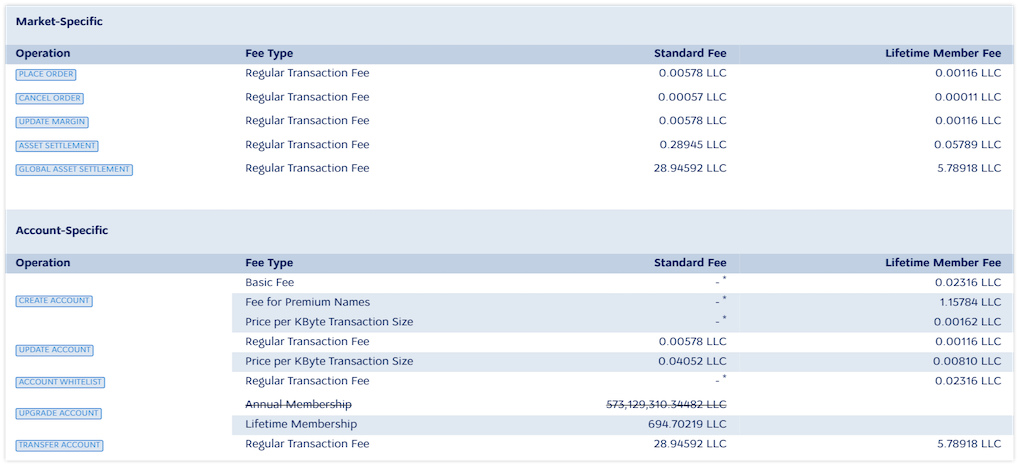 Market-Specific
Operation Fee Type Standard Fee Lifetime Member Fee
PLACE ORDER Regular Transaction Fee 0.00578 LLC 0.00116 LLC
CANCEL ORDER Regular Transaction Fee 0.00057 LLC 0.00011 LLC
UPDATE MARGIN Regular Transaction Fee 0.00578 LLC 0.00116 LLC
ASSET SETTLEMENT Regular Transaction Fee 0.28945 LLC 0.05789 LLC
GLOBAL ASSET SETTLEMENT Regular Transaction Fee 28.94592 LLC 5.78918 LLC
Account-Specific
Operation Fee Type Standard Fee Lifetime Member Fee
Basic Fee - * 0.02316 LLC
CREATE ACCOUNT Fee for Premium Names - * 1.15784 LLC
Price per KByte Transaction Size - * 0.00162 LLC
UPDATE ACCOUNT Regular Transaction Fee 0.00578 LLC 0.00116 LLC
Price per KByte Transaction Size 0.04052 LLC 0.00810 LLC
ACCOUNT WHITELIST Regular Transaction Fee - * 0.02316 LLC
UPGRADE ACCOUNT Annual Membership 573,129,310.34482 LLC
Lifetime Membership 694.70219 LLC
TRANSFER ACCOUNT Regular Transaction Fee 28.94592 LLC 5.78918 LLC